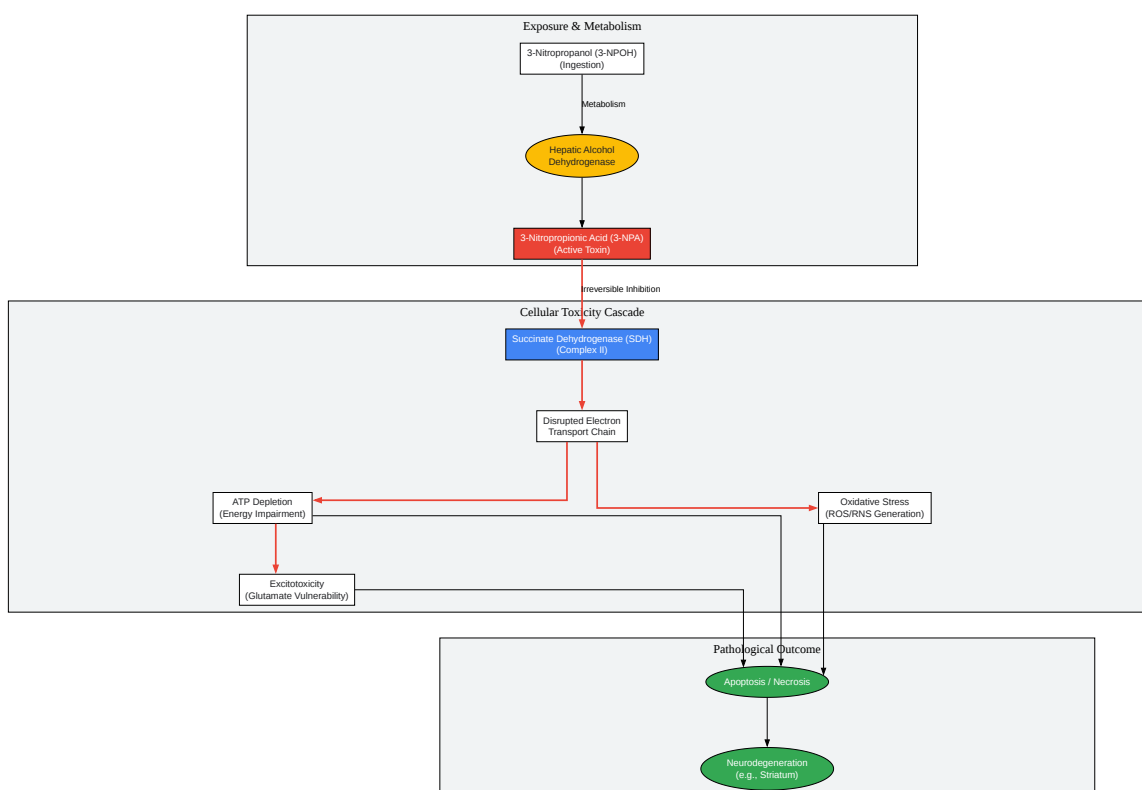 Exposure & Metabolism
3-Nitropropanol (3-NPOH)
(Ingestion)
Metabolism
Hepatic Alcohol
Dehydrogenase
3-Nitropropionic Acid (3-NPA)
(Active Toxin)
Irreversible Inhibition
Cellular Toxicity Cascade
Succinate Dehydrogenase (SDH)
(Complex II)
Disrupted Electron
Transport Chain
ATP Depletion
(Energy Impairment)
Oxidative Stress
(ROS/RNS Generation)
Excitotoxicity
(Glutamate Vulnerability)
Pathological Outcome
Apoptosis / Necrosis
Neurodegeneration
(e.g., Striatum)